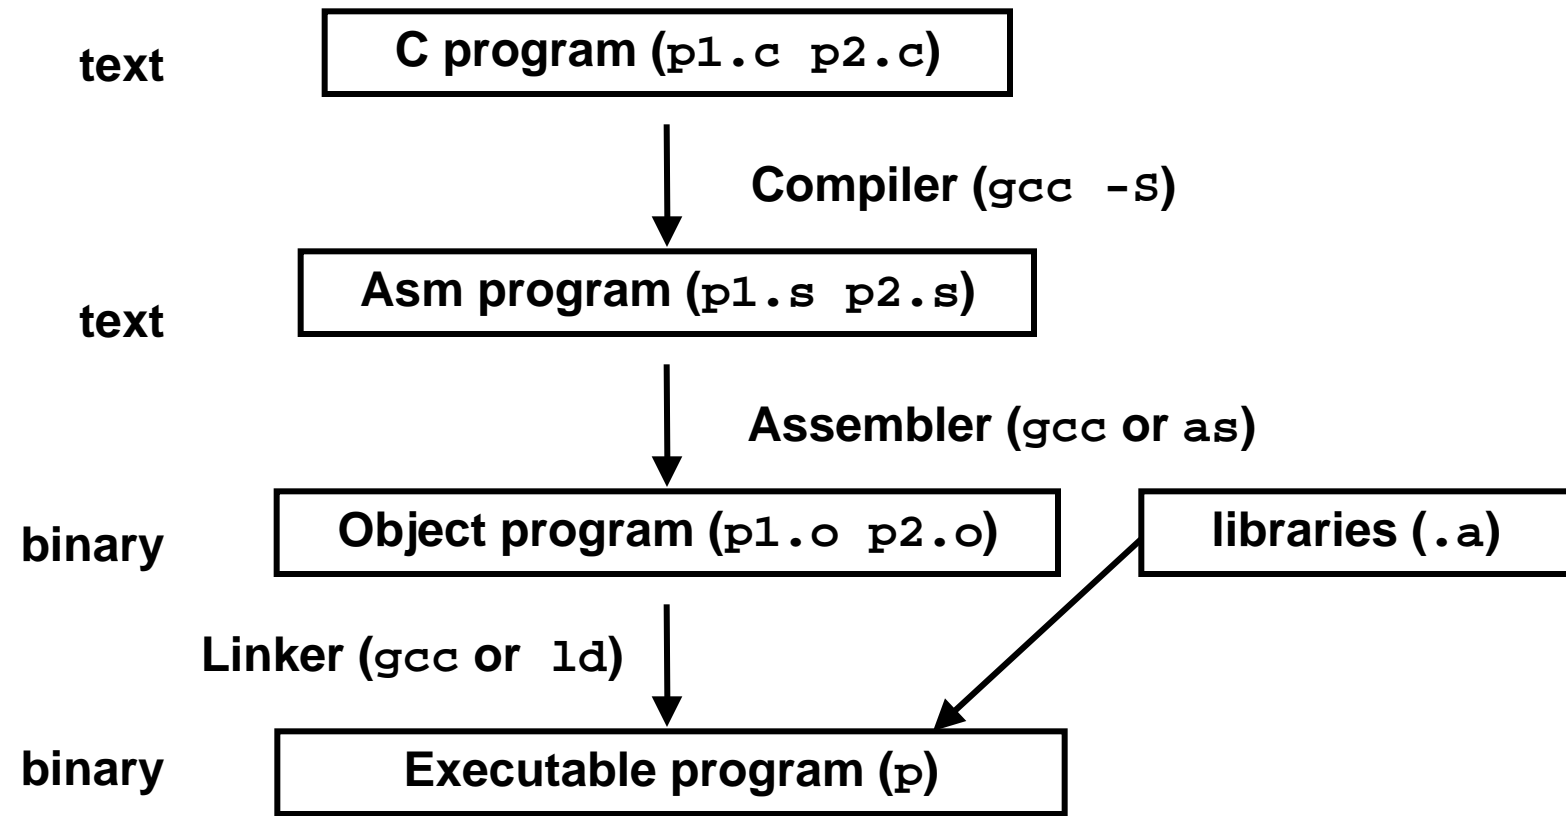 text
C program (p1.c p2.c)
Compiler (gcc -S)
text
Asm program (p1.s p2.s)
Assembler (gcc or as)
binary
Object program (p1.o p2.o)
libraries (.a)
Linker (gcc or ld)
binary
Executable program (p)